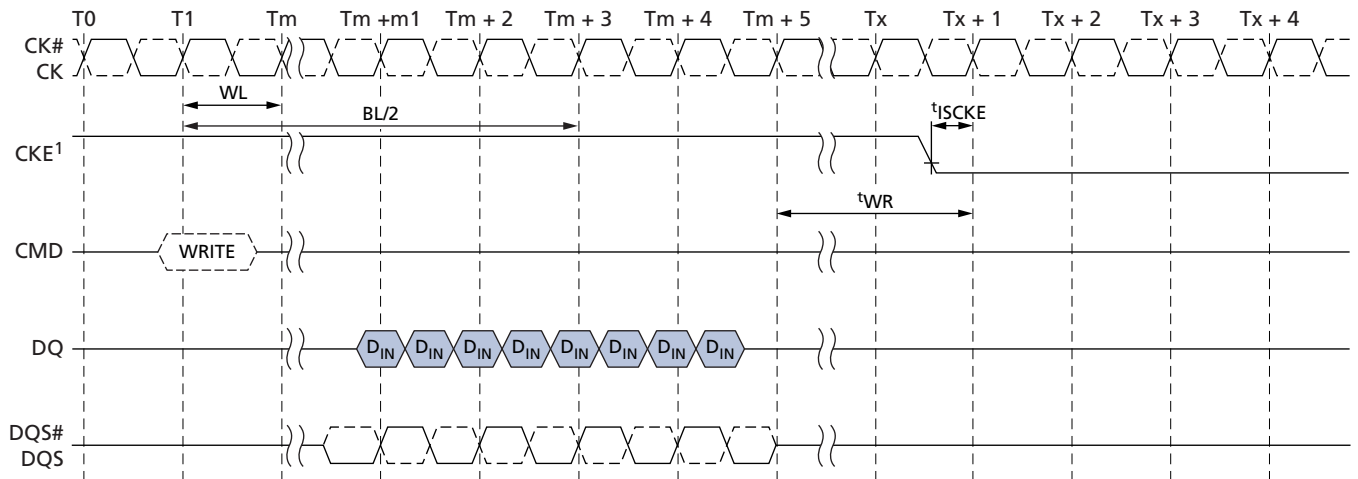 T0 T1 Tm Tm +m1 Tm + 2 Tm + 3 Tm + 4 Tm + 5 Tx Tx + 1 Tx + 2 Tx + 3 Tx + 4
CK#
CK
WL
BL/2
tISCKE
CKE1
tWR
CMD WRITE
DQ DIN DIN DIN DIN DIN DIN DIN DIN
DQS#
DQS